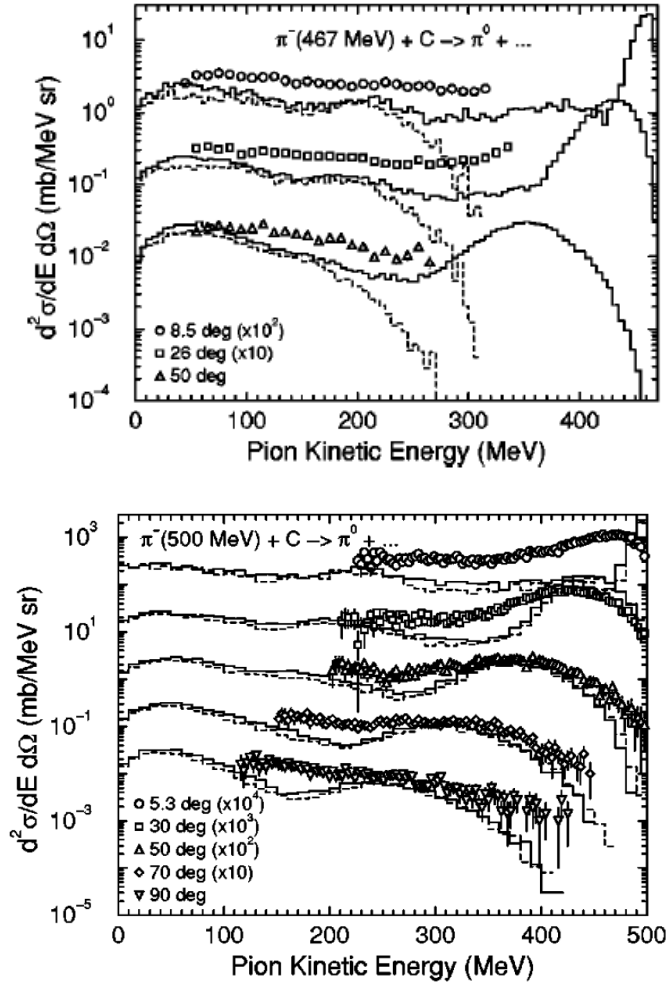 π⁻(467 MeV) + C -> π⁰ + ...
10¹
10⁰
10⁻¹
10⁻²
10⁻³
10⁻⁴
d²σ/dE dΩ (mb/MeV sr)
8.5 deg (x10²)
26 deg (x10)
50 deg
0 100 200 300 400
Pion Kinetic Energy (MeV)
π⁻(500 MeV) + C -> π⁰ + ...
10³
10¹
10⁻¹
10⁻³
10⁻⁵
d²σ/dE dΩ (mb/MeV sr)
5.3 deg (x10⁴)
30 deg (x10³)
50 deg (x10²)
70 deg (x10)
90 deg
0 100 200 300 400 500
Pion Kinetic Energy (MeV)